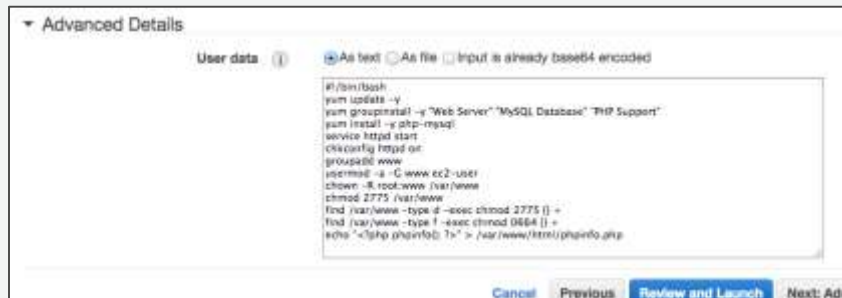 Advanced Details
User data As text As file Input is already base64 encoded
#!/bin/bash
yum update -y
yum groupinstall -y "Web Server" "MySQL Database" "PHP Support"
yum install -y php-mysql
service httpd start
chkconfig httpd on
groupadd www
usermod -a -G www ec2-user
chown -R root:www /var/www
chmod 2775 /var/www
find /var/www -type d -exec chmod 2775 {} +
find /var/www -type f -exec chmod 0664 {} +
echo "<?php phpinfo(); ?>" > /var/www/html/phpinfo.php
Cancel Previous Review and Launch Next: Ad